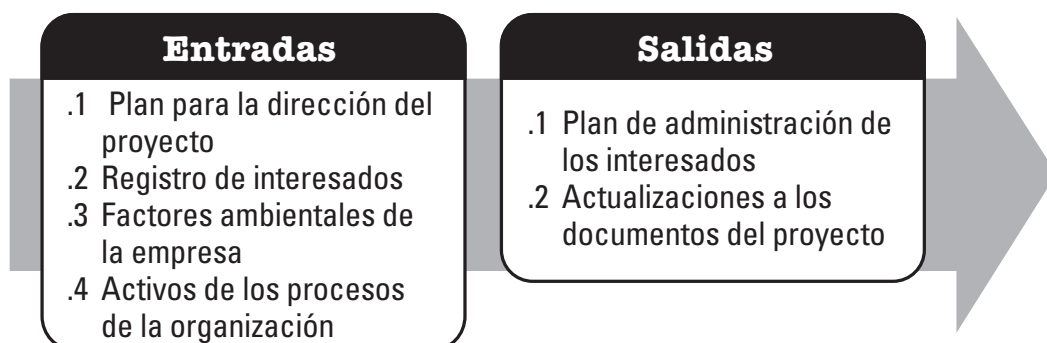 Entradas
.1 Plan para la dirección del
proyecto
.2 Registro de interesados
.3 Factores ambientales de
la empresa
.4 Activos de los procesos
de la organización
Salidas
.1 Plan de administración de
los interesados
.2 Actualizaciones a los
documentos del proyecto